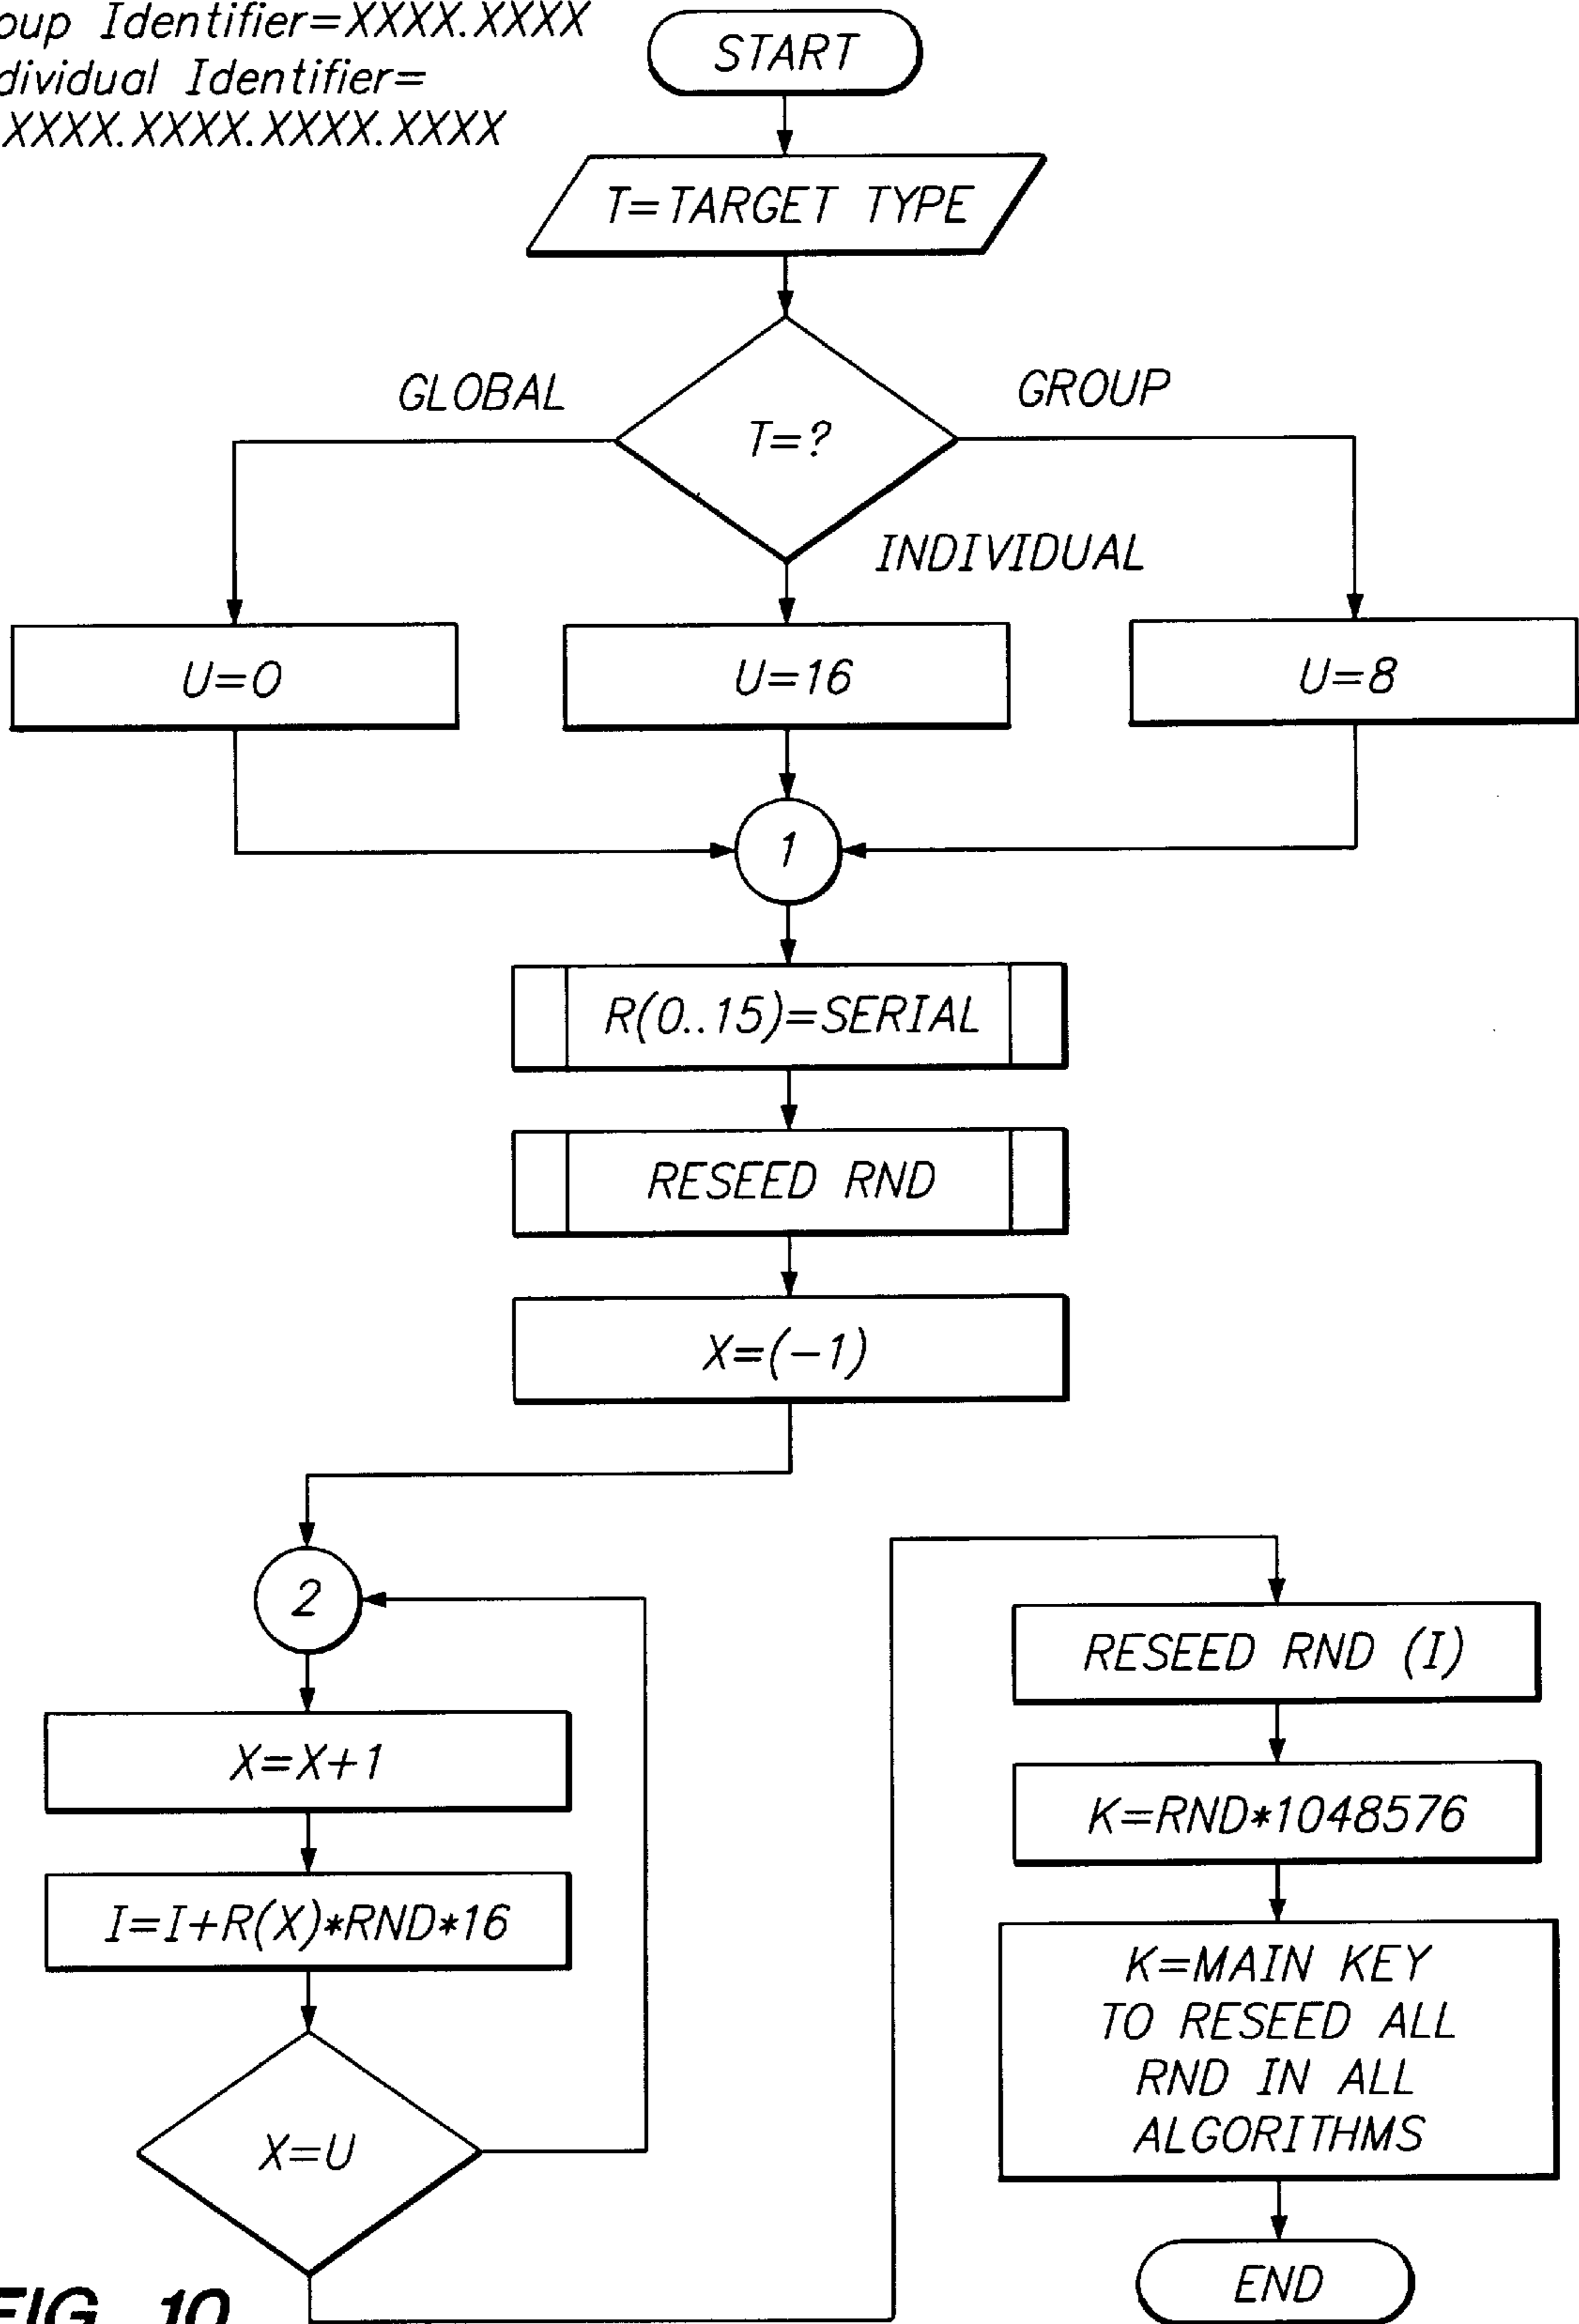 oup Identifier=XXXX.XXXX
dividual Identifier=
XXXX.XXXX.XXXX.XXXX
START
T=TARGET TYPE
GLOBAL
T=?
GROUP
INDIVIDUAL
U=0
U=16
U=8
1
R(0..15)=SERIAL
RESEED RND
X=(-1)
2
X=X+1
I=I+R(X)*RND*16
X=U
RESEED RND (I)
K=RND*1048576
K=MAIN KEY
TO RESEED ALL
RND IN ALL
ALGORITHMS
END
FIG. 10